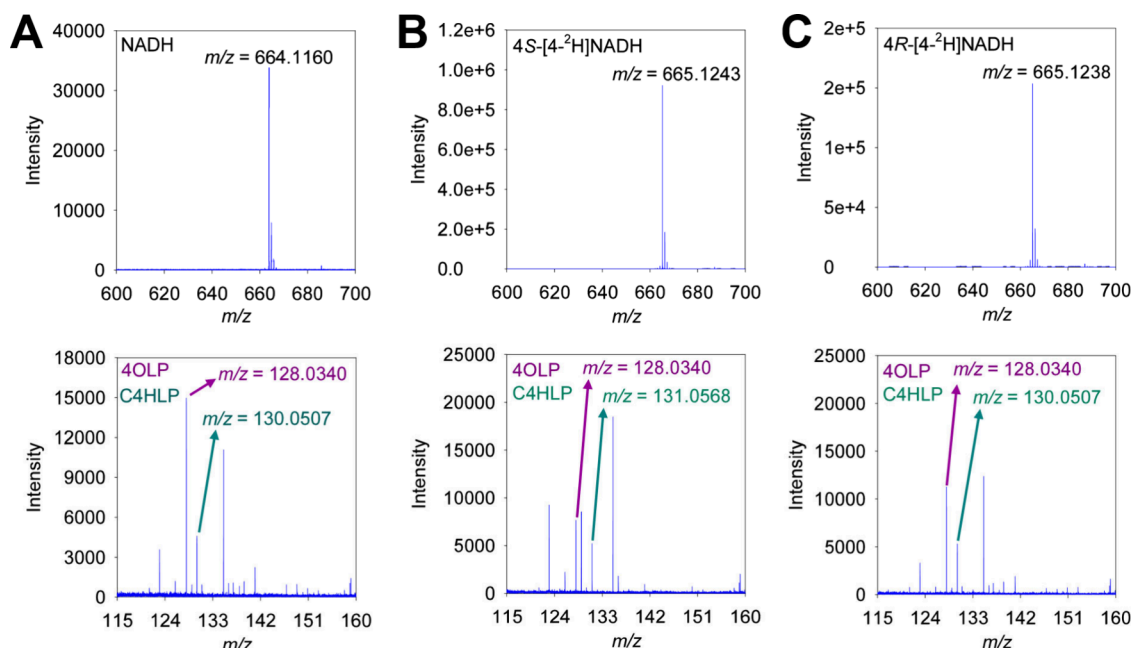 A
NADH
m/z = 664.1160
Intensity
40000
30000
20000
10000
0
600 620 640 660 680 700
m/z
B
4S-[4-²H]NADH
m/z = 665.1243
Intensity
1.2e+6
1.0e+6
8.0e+5
6.0e+5
4.0e+5
2.0e+5
0.0
600 620 640 660 680 700
m/z
C
4R-[4-²H]NADH
m/z = 665.1238
Intensity
2e+5
2e+5
1e+5
5e+4
0
600 620 640 660 680 700
m/z
4OLP
m/z = 128.0340
C4HLP
m/z = 130.0507
Intensity
18000
15000
12000
9000
6000
3000
0
115 124 133 142 151 160
m/z
4OLP
m/z = 128.0340
C4HLP
m/z = 131.0568
Intensity
25000
20000
15000
10000
5000
0
115 124 133 142 151 160
m/z
4OLP
m/z = 128.0340
C4HLP
m/z = 130.0507
Intensity
25000
20000
15000
10000
5000
0
115 124 133 142 151 160
m/z